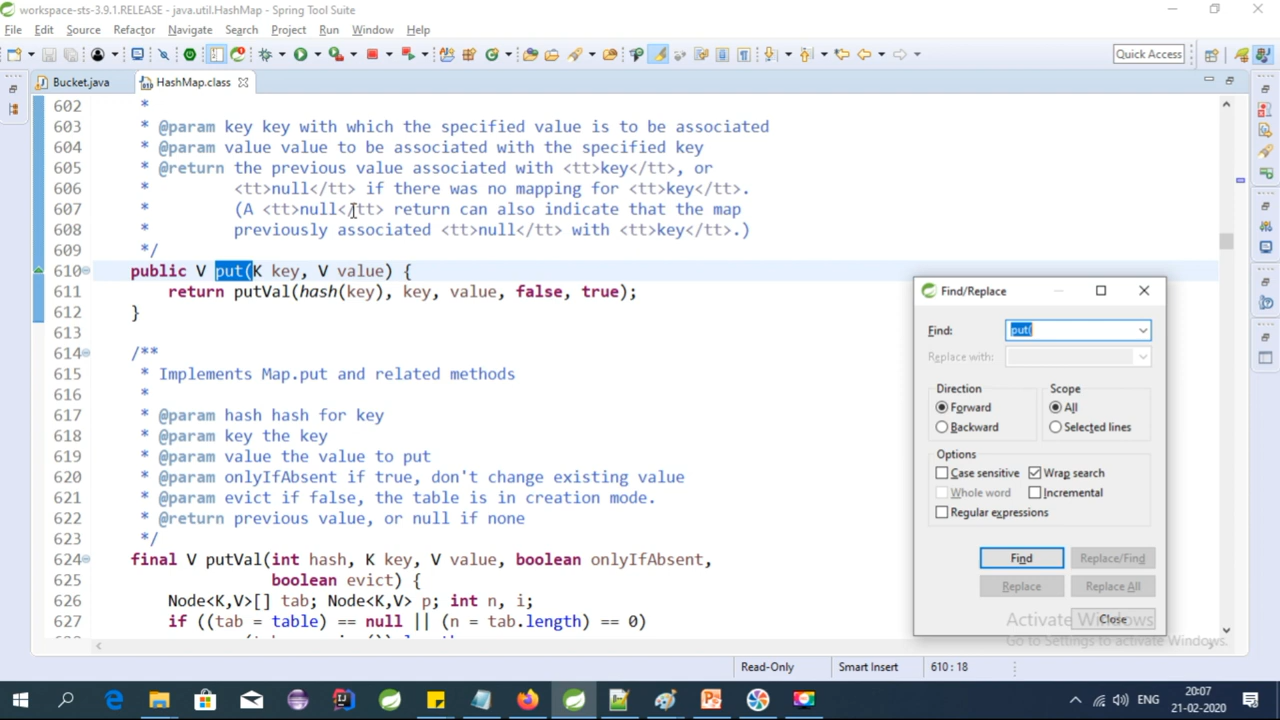 workspace-sts-3.9.1.RELEASE - java.util.HashMap - Spring Tool Suite
File Edit Source Refactor Navigate Search Project Run Window Help
Quick Access
Bucket.java HashMap.class
602 *
603 * @param key key with which the specified value is to be associated
604 * @param value value to be associated with the specified key
605 * @return the previous value associated with <tt>key</tt>, or
606 * <tt>null</tt> if there was no mapping for <tt>key</tt>.
607 * (A <tt>null</tt> return can also indicate that the map
608 * previously associated <tt>null</tt> with <tt>key</tt>.)
609 */
610 public V put(K key, V value) {
611 return putVal(hash(key), key, value, false, true);
612 }
613
614 /**
615 * Implements Map.put and related methods
616 *
617 * @param hash hash for key
618 * @param key the key
619 * @param value the value to put
620 * @param onlyIfAbsent if true, don't change existing value
621 * @param evict if false, the table is in creation mode.
622 * @return previous value, or null if none
623 */
624 final V putVal(int hash, K key, V value, boolean onlyIfAbsent,
625 boolean evict) {
626 Node<K,V>[] tab; Node<K,V> p; int n, i;
627 if ((tab = table) == null || (n = tab.length) == 0)
Find/Replace
Find: put(
Replace with:
Direction Scope
Forward All
Backward Selected lines
Options
Case sensitive Wrap search
Whole word Incremental
Regular expressions
Find Replace/Find
Replace Replace All
Close
Activate Windows
Go to Settings to activate Windows.
Read-Only Smart Insert 610 : 18
ENG
20:07
21-02-2020